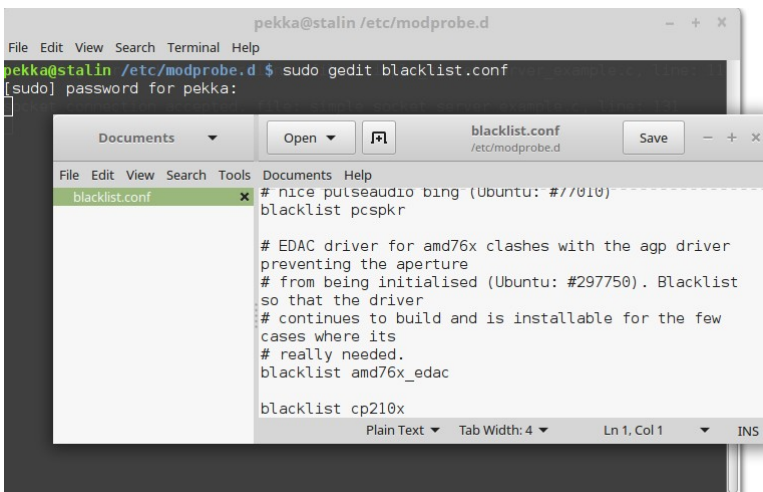 pekka@stalin /etc/modprobe.d
File Edit View Search Terminal Help
pekka@stalin /etc/modprobe.d $ sudo gedit blacklist.conf
[sudo] password for pekka:
Documents
Open
blacklist.conf
/etc/modprobe.d
Save
File Edit View Search Tools Documents Help
blacklist.conf
# nice pulseaudio bing (Ubuntu: #77010)
blacklist pcspkr
# EDAC driver for amd76x clashes with the agp driver
preventing the aperture
# from being initialised (Ubuntu: #297750). Blacklist
so that the driver
# continues to build and is installable for the few
cases where its
# really needed.
blacklist amd76x_edac
blacklist cp210x
Plain Text Tab Width: 4 Ln 1, Col 1 INS